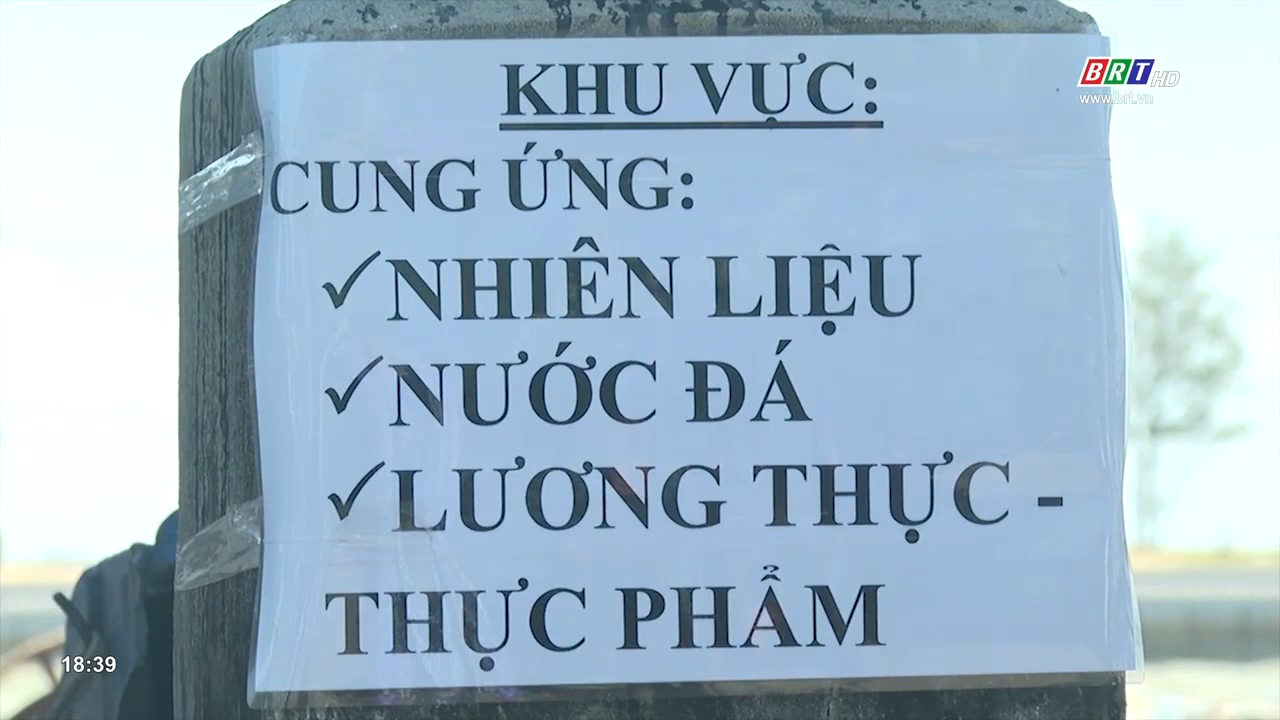 KHU VỰC:
BRT HD
www.brt.vn
CUNG ỨNG:
✓NHIÊN LIỆU
✓NƯỚC ĐÁ
✓LƯƠNG THỰC -
THỰC PHẨM
18:39